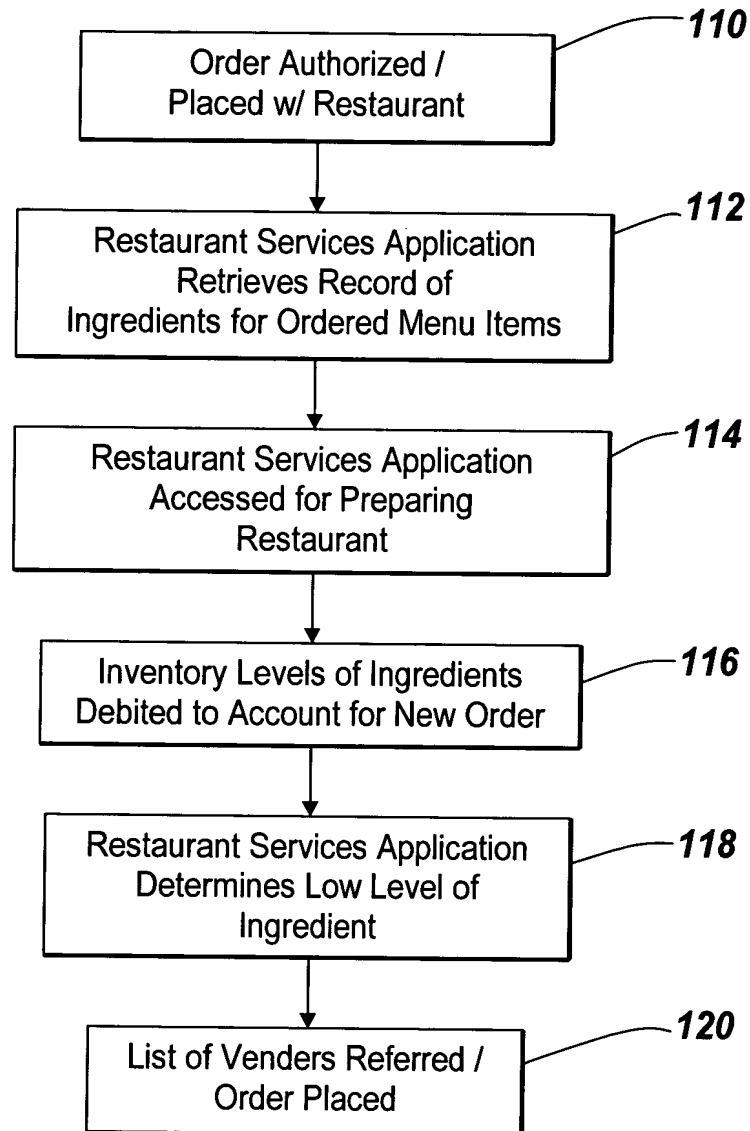 110
Order Authorized /
Placed w/ Restaurant
112
Restaurant Services Application
Retrieves Record of
Ingredients for Ordered Menu Items
114
Restaurant Services Application
Accessed for Preparing
Restaurant
116
Inventory Levels of Ingredients
Debited to Account for New Order
118
Restaurant Services Application
Determines Low Level of
Ingredient
120
List of Venders Referred /
Order Placed